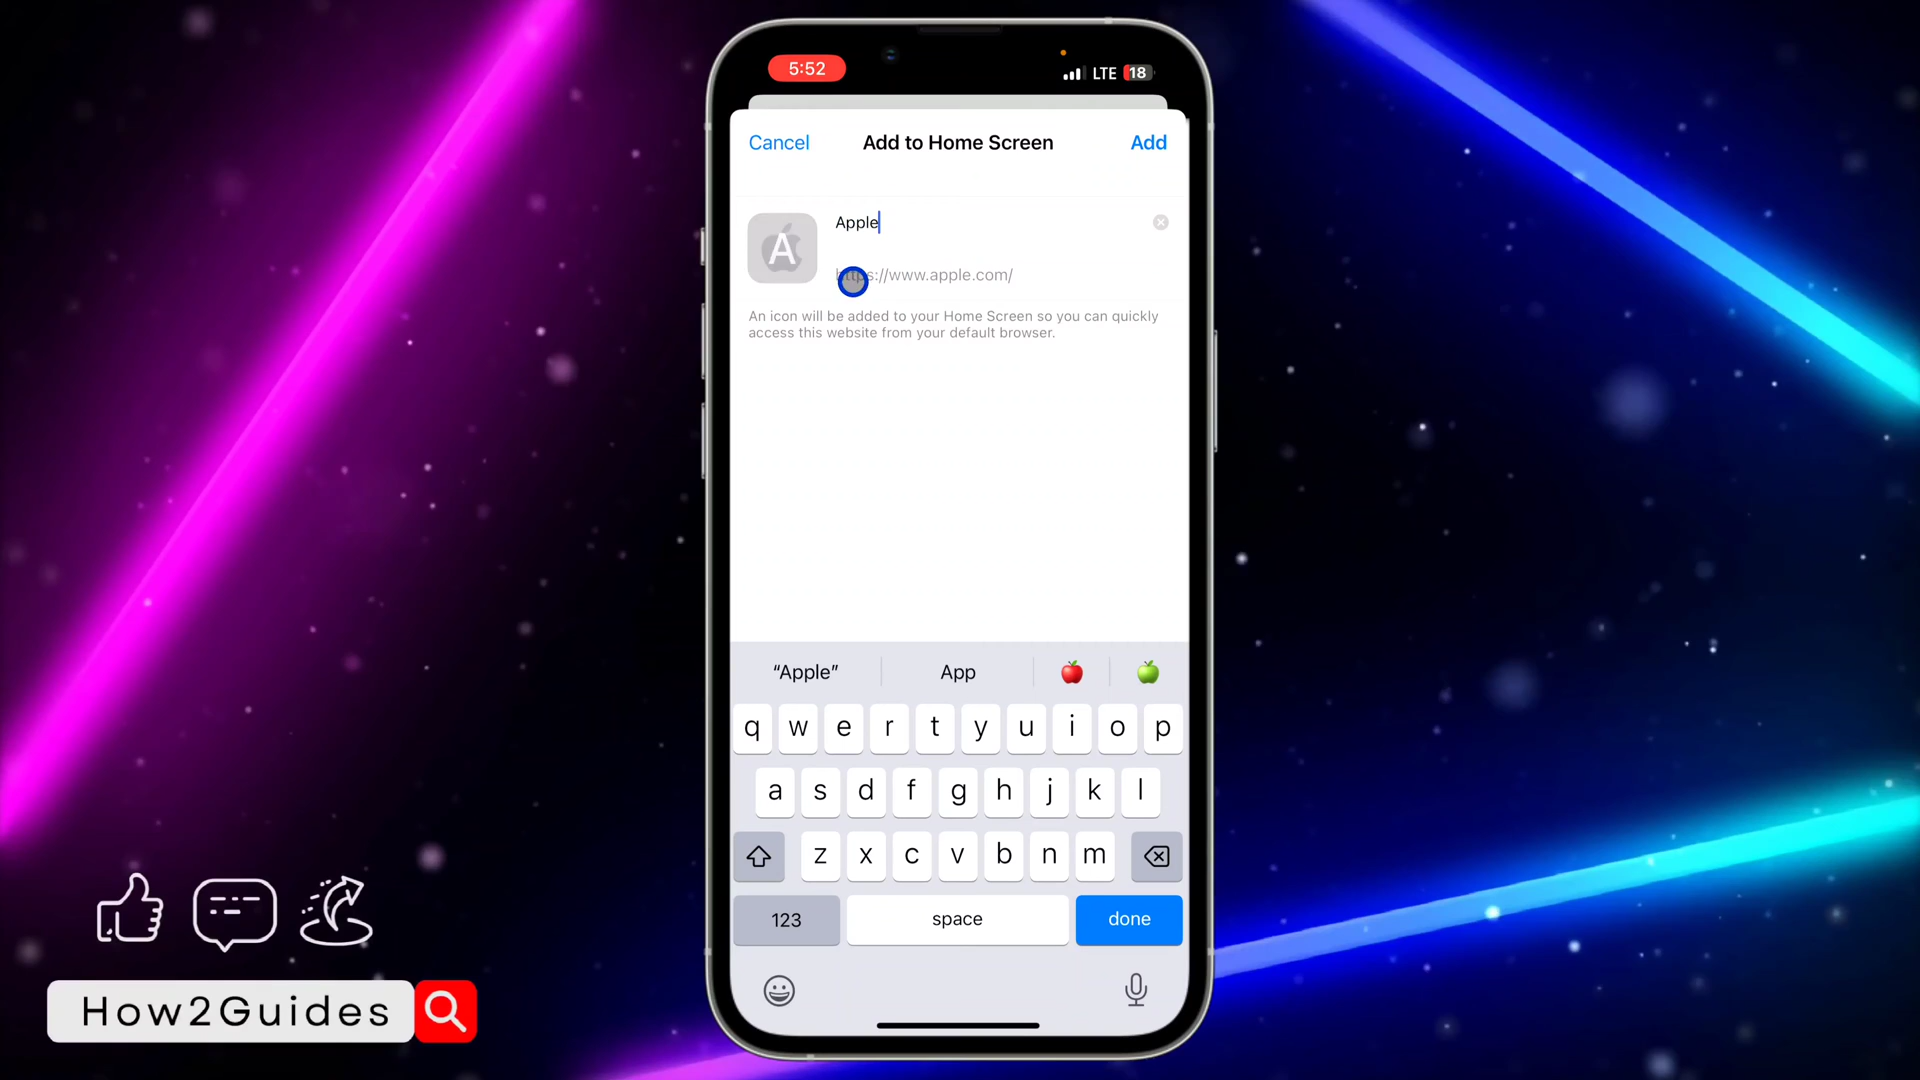 5:52
LTE 18
Cancel
Add to Home Screen
Add
A
Apple
https://www.apple.com/
An icon will be added to your Home Screen so you can quickly
access this website from your default browser.
“Apple”
App
q w e r t y u i o p
a s d f g h j k l
z x c v b n m
123
space
done
How2Guides